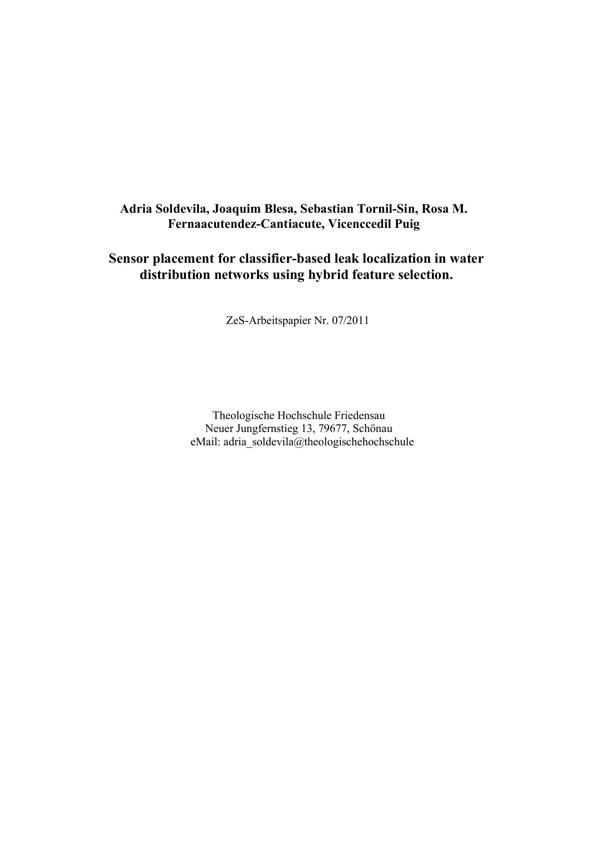 Adria Soldevila, Joaquim Blesa, Sebastian Tornil-Sin, Rosa M.
Fernaacutendez-Cantiacute, Vicenccedil Puig
Sensor placement for classifier-based leak localization in water
distribution networks using hybrid feature selection.
ZeS-Arbeitspapier Nr. 07/2011
Theologische Hochschule Friedensau
Neuer Jungfernstieg 13, 79677, Schönau
eMail: adria_soldevila@theologischehochschule